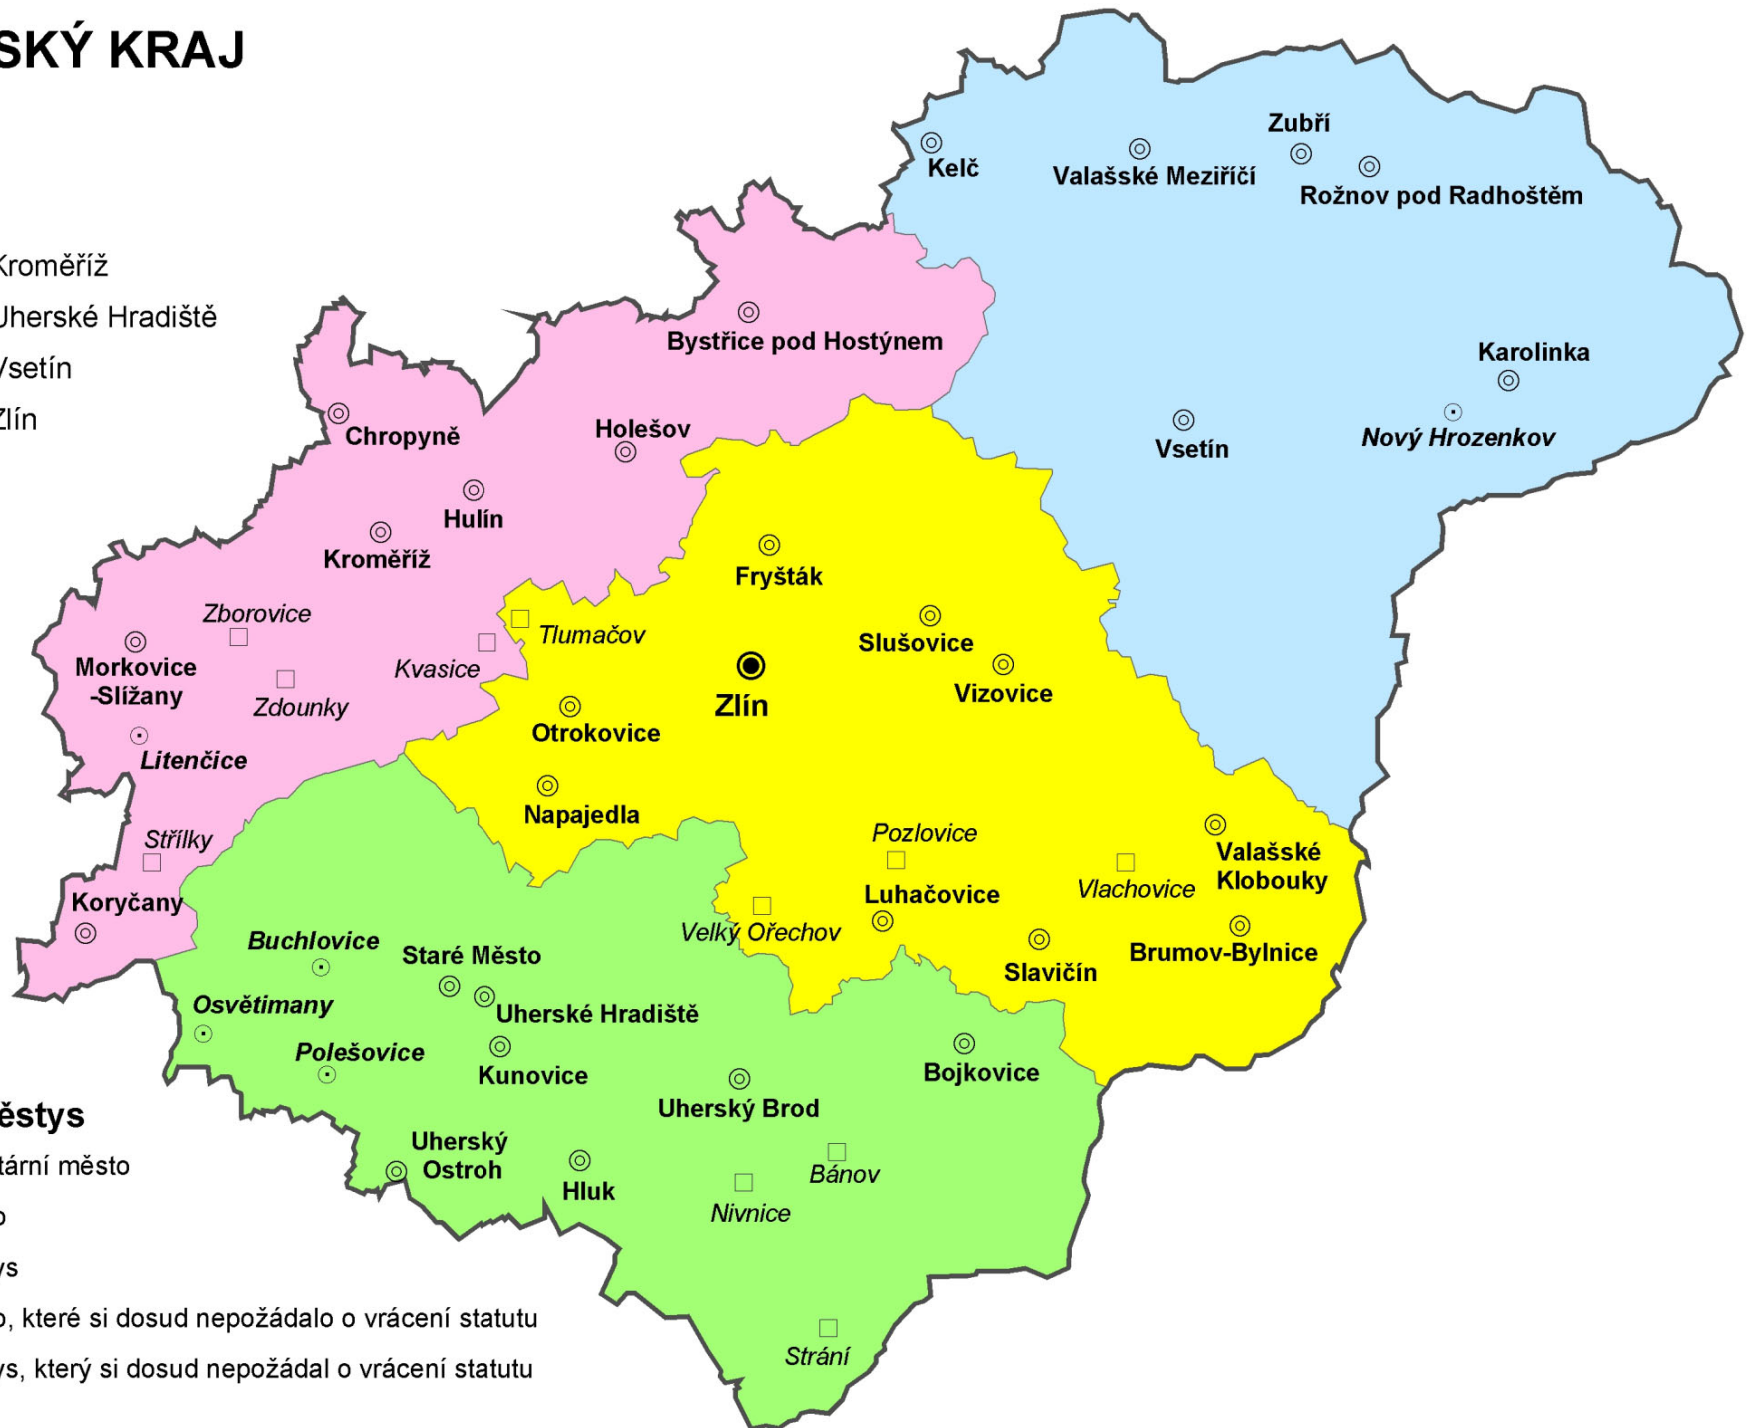 SKÝ KRAJ
Kroměříž
Uherské Hradiště
Vsetín
Zlín
Zubří
Kelč
Valašské Meziříčí
Rožnov pod Radhoštěm
Bystřice pod Hostýnem
Karolinka
Nový Hrozenkov
Vsetín
Chropyně
Holešov
Hulín
Kroměříž
Fryšták
Zborovice
Tlumačov
Slušovice
Kvasice
Morkovice
-Slížany
Zdounky
Zlín
Vizovice
Otrokovice
Litenčice
Napajedla
Střílky
Pozlovice
Valašské
Klobouky
Vlachovice
Luhačovice
Koryčany
Velký Ořechov
Buchlovice
Staré Město
Slavičín
Brumov-Bylnice
Osvětimany
Uherské Hradiště
Polešovice
Kunovice
Bojkovice
Uherský Brod
ěstys
Uherský
Ostroh
tární město
Bánov
Hluk
Nivnice
o
ys
o, které si dosud nepožádalo o vrácení statutu
Strání
ys, který si dosud nepožádal o vrácení statutu